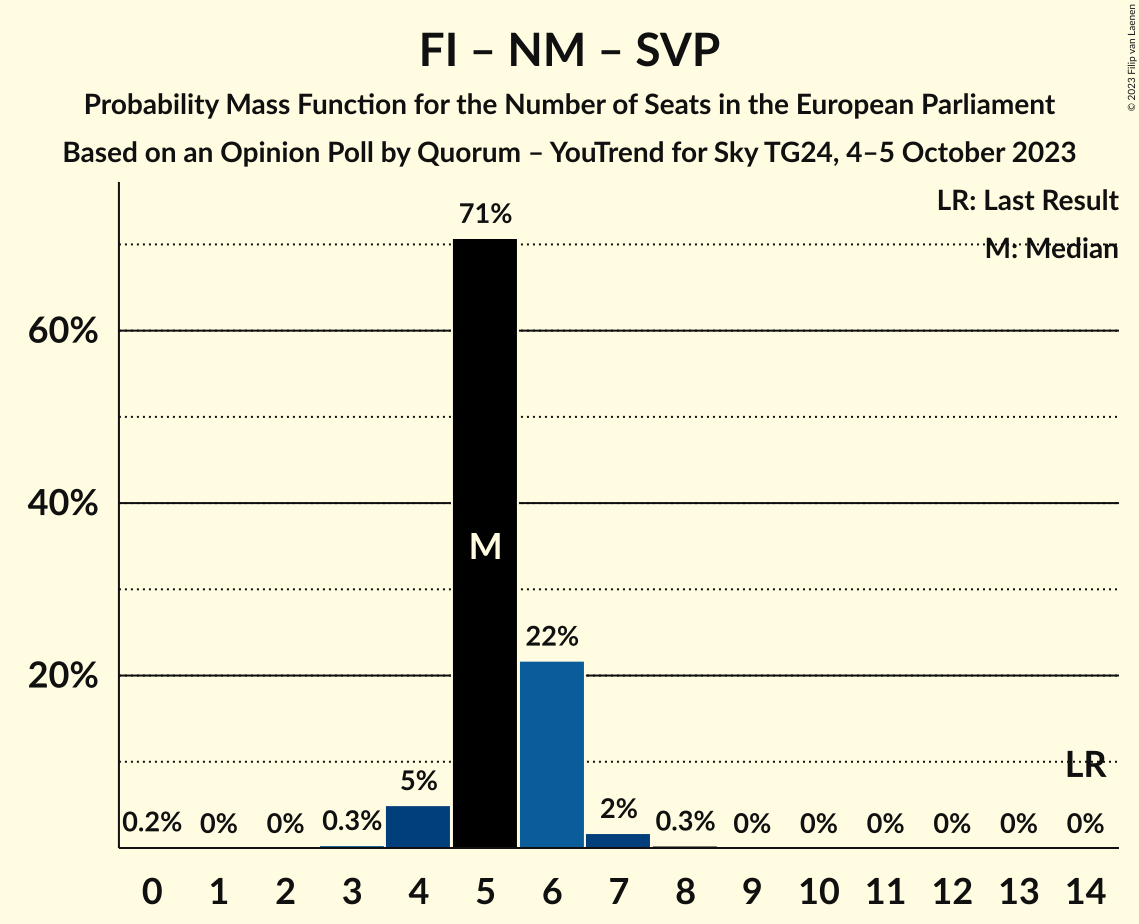 FI – NM – SVP
Probability Mass Function for the Number of Seats in the European Parliament
Based on an Opinion Poll by Quorum – YouTrend for Sky TG24, 4–5 October 2023
© 2023 Filip van Laenen
LR: Last Result
M: Median
71%
60%
40%
M
22%
20%
LR
5%
2%
0.2% 0% 0% 0.3% 0.3% 0% 0% 0% 0% 0% 0%
0 1 2 3 4 5 6 7 8 9 10 11 12 13 14